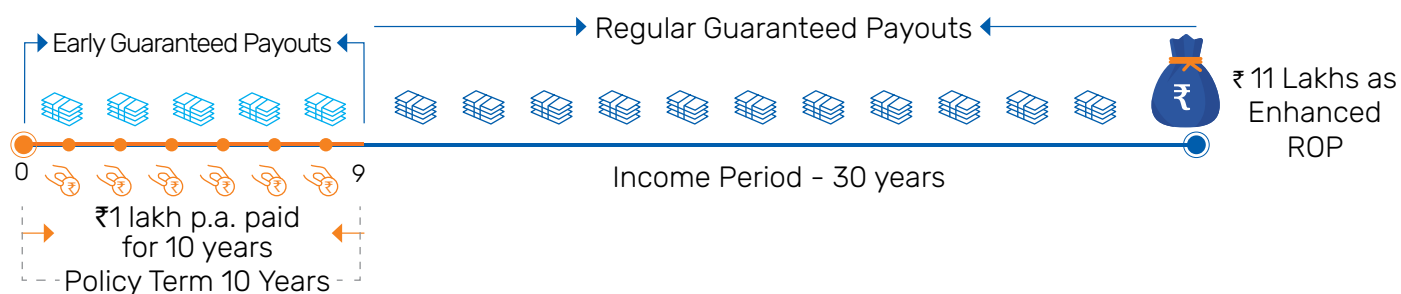 Early Guaranteed Payouts
Regular Guaranteed Payouts
₹
₹ 11 Lakhs as
Enhanced
ROP
0
₹
₹
₹
₹
₹
₹
9
Income Period - 30 years
₹1 lakh p.a. paid
for 10 years
Policy Term 10 Years